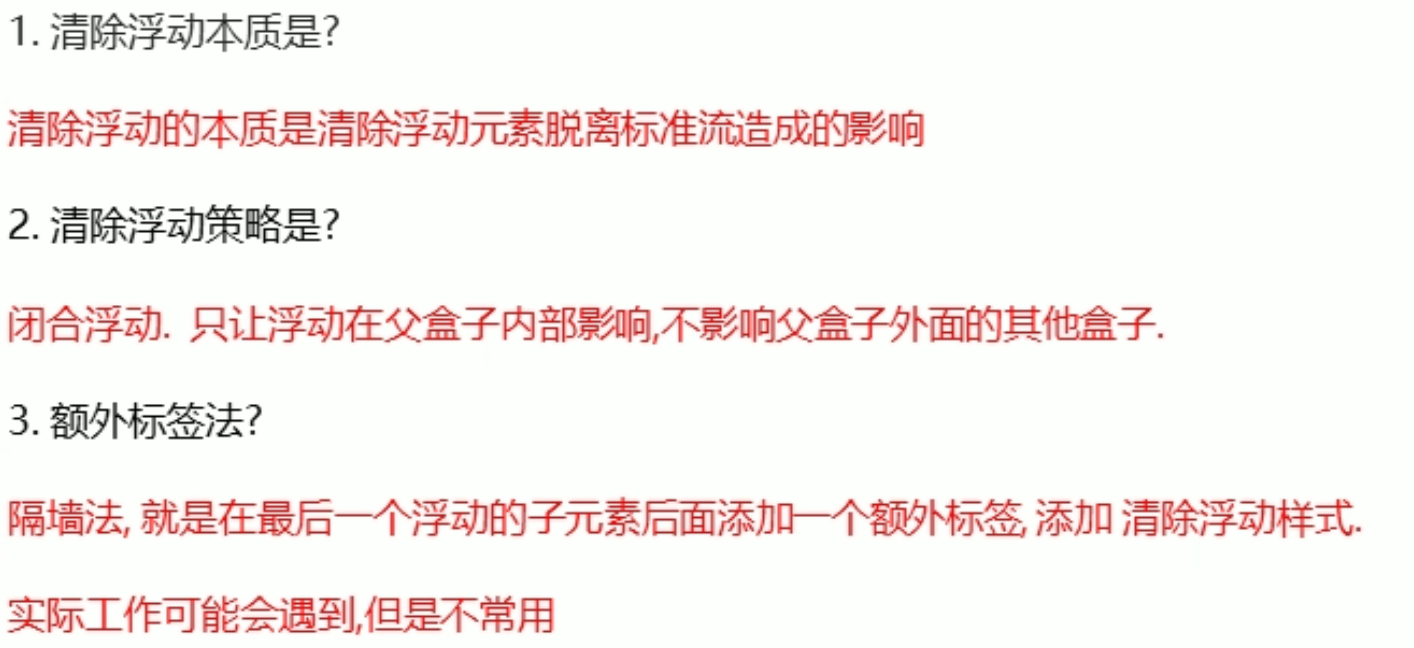 1. 清除浮动本质是?
清除浮动的本质是清除浮动元素脱离标准流造成的影响
2. 清除浮动策略是?
闭合浮动. 只让浮动在父盒子内部影响,不影响父盒子外面的其他盒子.
3. 额外标签法?
隔墙法, 就是在最后一个浮动的子元素后面添加一个额外标签, 添加 清除浮动样式.
实际工作可能会遇到,但是不常用